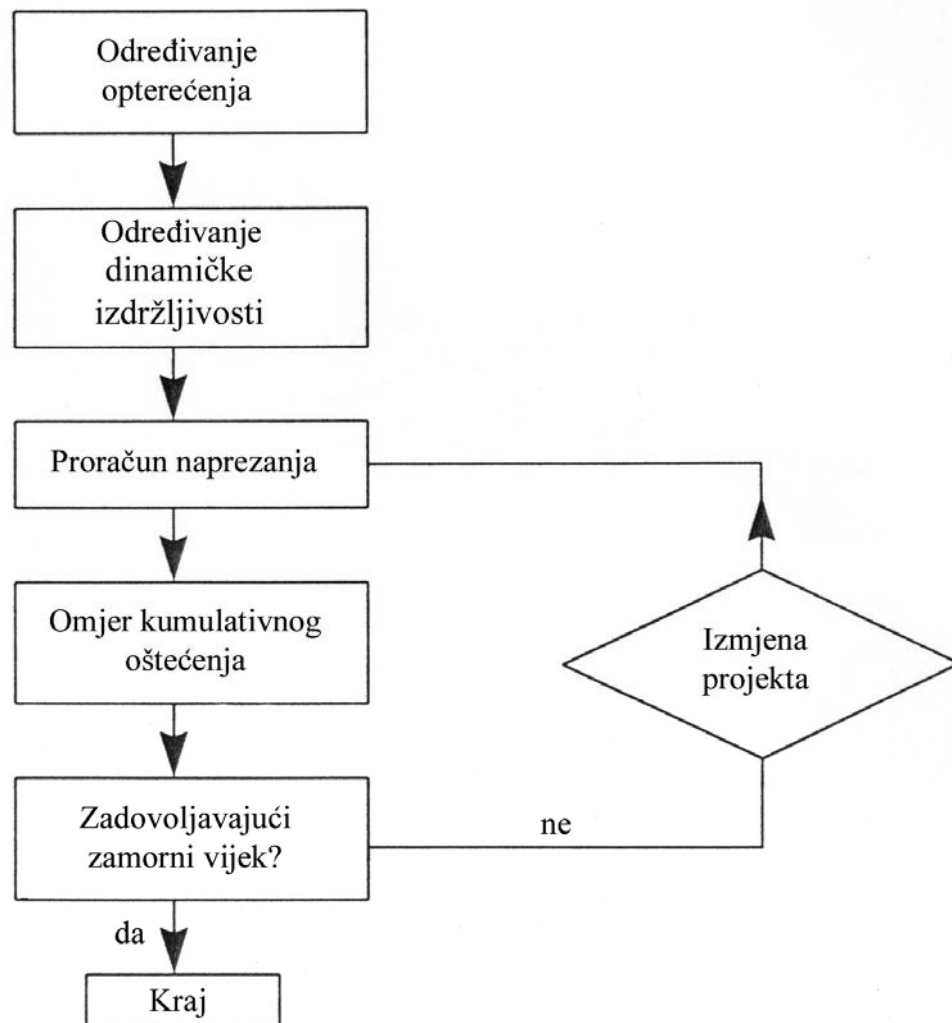 Određivanje
opterećenja
Određivanje
dinamičke
izdržljivosti
Proračun naprezanja
Omjer kumulativnog
oštećenja
Izmjena
projekta
Zadovoljavajući
zamorni vijek?
ne
da
Kraj